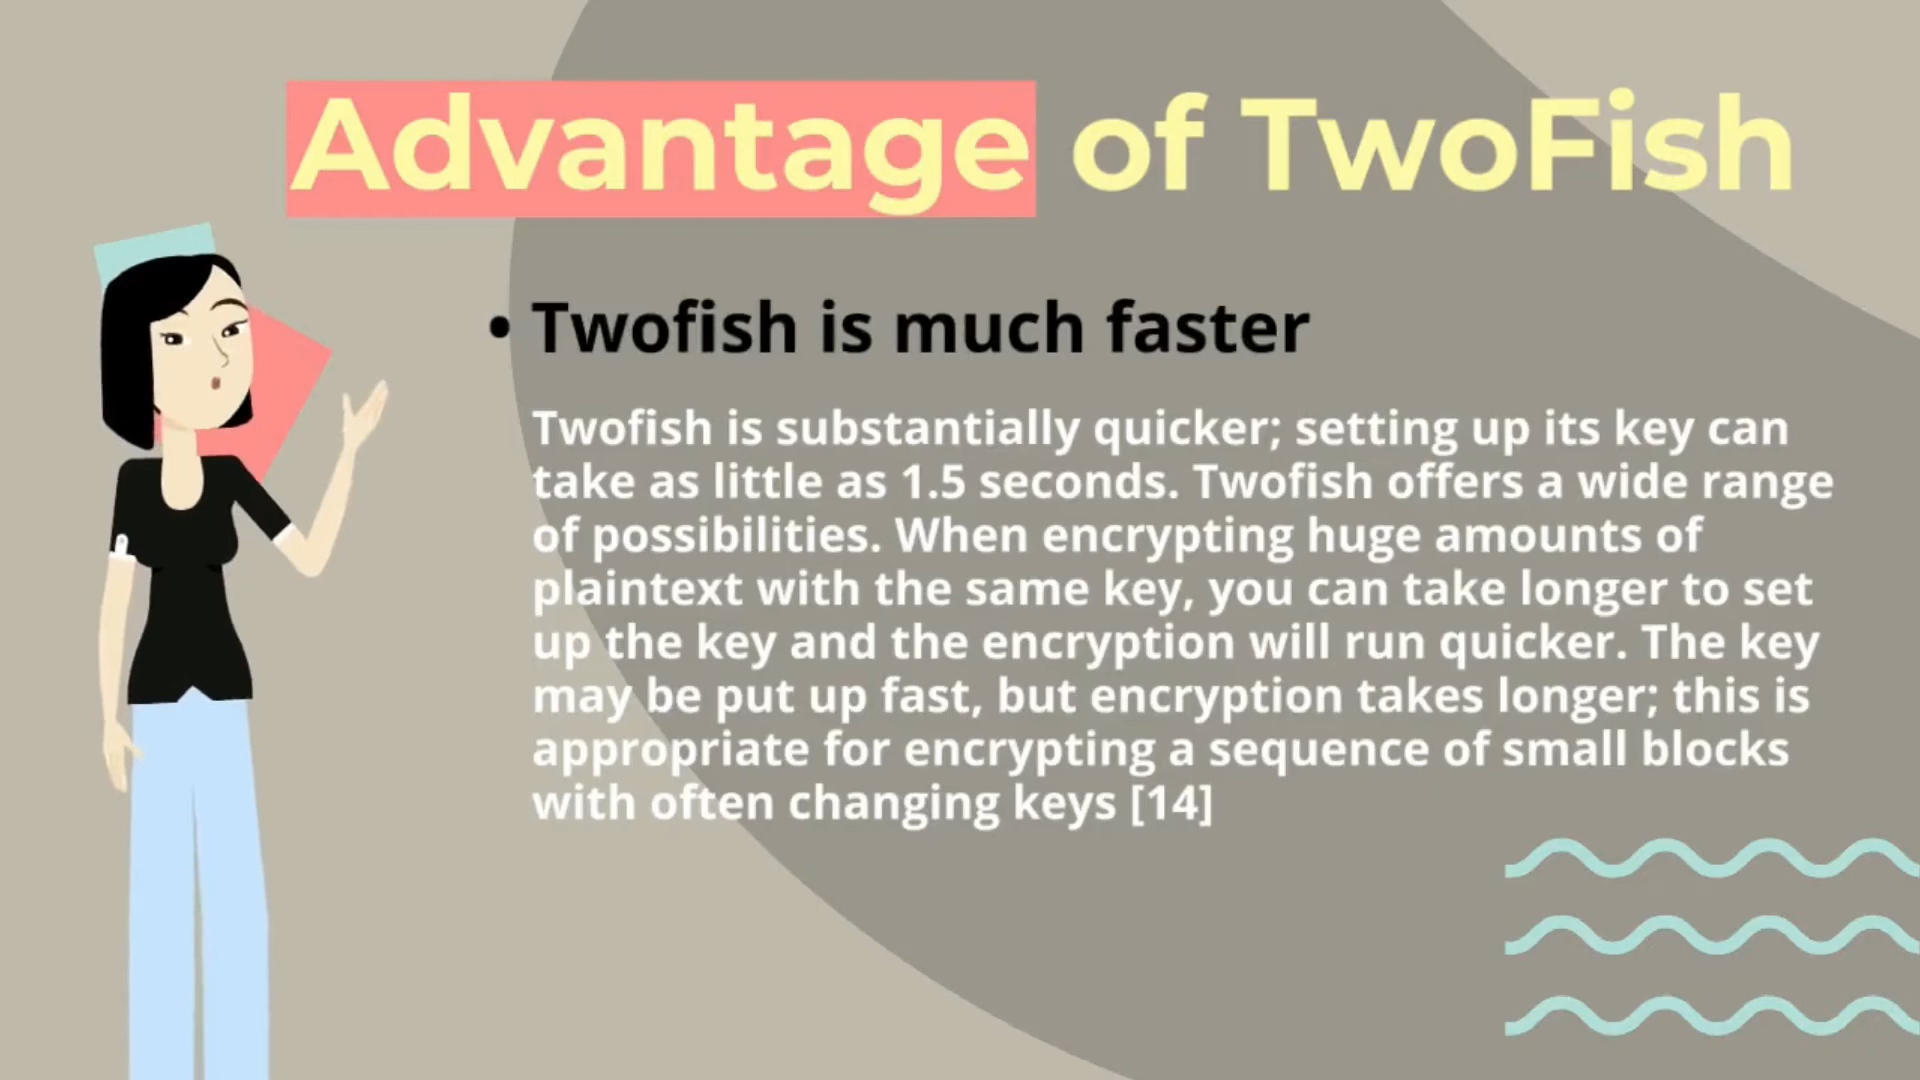 Advantage of TwoFish
• Twofish is much faster
Twofish is substantially quicker; setting up its key can
take as little as 1.5 seconds. Twofish offers a wide range
of possibilities. When encrypting huge amounts of
plaintext with the same key, you can take longer to set
up the key and the encryption will run quicker. The key
may be put up fast, but encryption takes longer; this is
appropriate for encrypting a sequence of small blocks
with often changing keys [14]